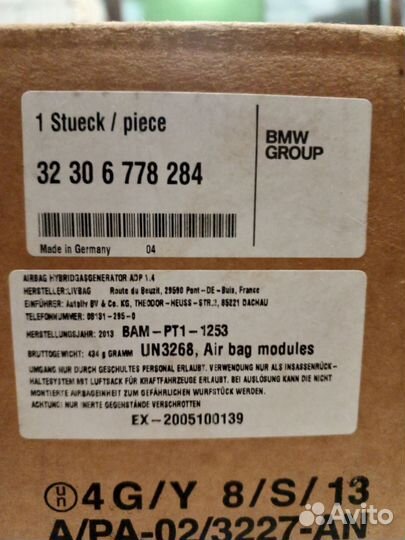 1 Stueck / piece
BMW
GROUP
32 30 6 778 284
Made in Germany 04
AIRBAG HYBRIDGASGENERATOR ADP 1.4
HERSTELLER:LIVBAG Route du Beuzit, 29590 Pont-DE-Buis, France
EINFÜHRER: Autoliv BV & Co. KG, THEODOR-HEUSS-STR.2, 85221 DACHAU
TELEFONNUMMER: 08131-295-0
HERSTELLUNGSJAHR: 2013 BAM-PT1-1253
BRUTTOGEWICHT: 434 g GRAMM UN3268, Air bag modules
UMGANG NUR DURCH GESCHULTES PERSONAL ERLAUBT. VERWENDUNG NUR ALS INSASSENRÜCK-
HALTESYSTEM MIT LUFTSACK FÜR KRAFTFAHRZEUGE ERLAUBT. BEI AUSLÖSUNG KANN DIE NICHT
MONTIERTE AIRBAGEINHEIT ZUM GEFÄHRLICHEN WURFSTÜCK WERDEN.
ACHTUNG: NUR INERTE GEGENSTÄNDE VERSCHROTTEN
EX-2005100139
un 4G/Y 8/S/13
A/PA-02/3227-AN
Avito